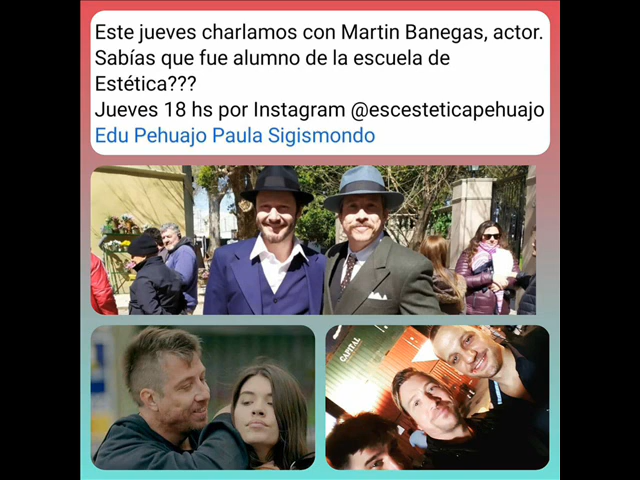 Este jueves charlamos con Martin Banegas, actor.
Sabías que fue alumno de la escuela de
Estética???
Jueves 18 hs por Instagram @escesteticapehuajo
Edu Pehuajo Paula Sigismondo
CAPITAL